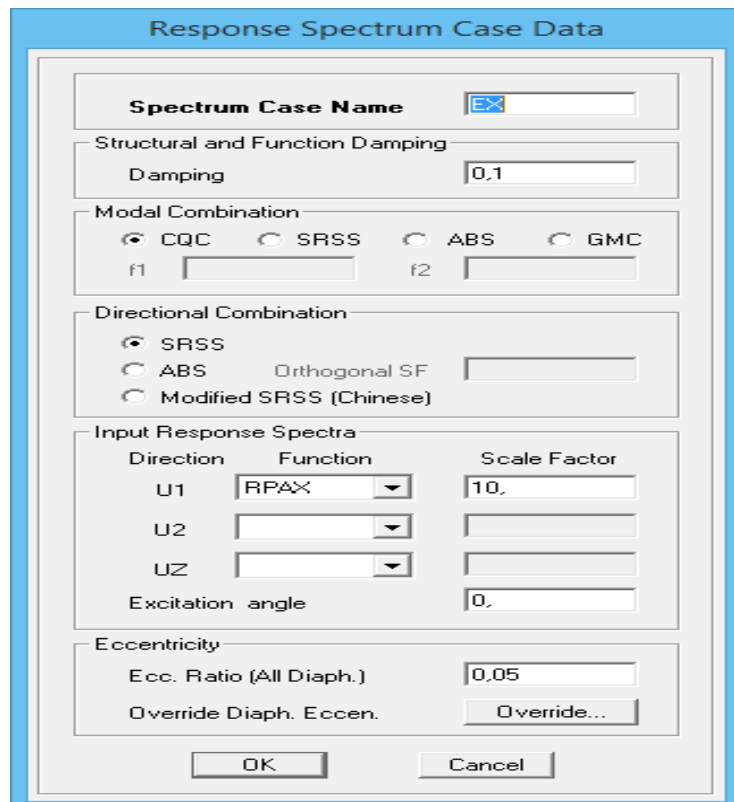 Response Spectrum Case Data
Spectrum Case Name EX
Structural and Function Damping
Damping 0,1
Modal Combination
CQC SRSS ABS GMC
f1 f2
Directional Combination
SRSS
ABS Orthogonal SF
Modified SRSS (Chinese)
Input Response Spectra
Direction Function Scale Factor
U1 RPAX 10,
U2
UZ
Excitation angle 0,
Eccentricity
Ecc. Ratio (All Diaph.) 0,05
Override Diaph. Eccen. Override...
OK Cancel